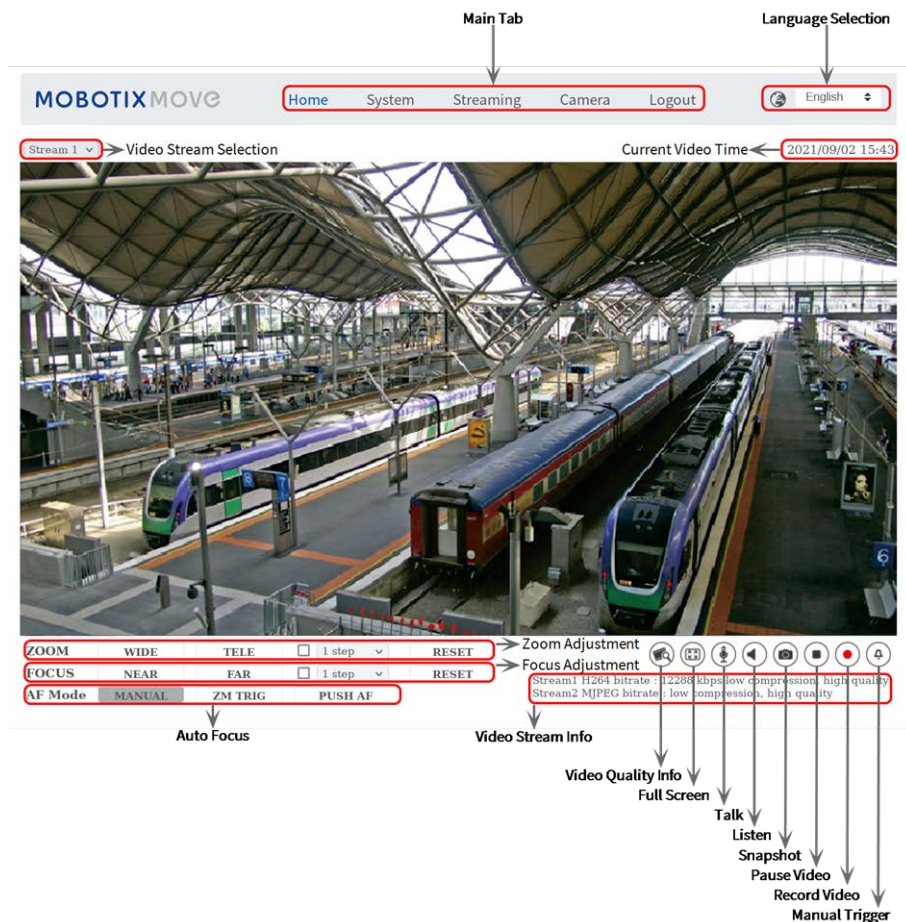 Main Tab
Language Selection
MOBOTIX MOVE
Home System Streaming Camera Logout
English
Stream 1
Video Stream Selection
Current Video Time
2021/09/02 15:43
8
7
6
ZOOM WIDE TELE 1 step RESET
Zoom Adjustment
FOCUS NEAR FAR 1 step RESET
Focus Adjustment
AF Mode MANUAL ZM TRIG PUSH AF
Stream1 H264 bitrate : 12288 kbps low compression, high quality
Stream2 MJPEG bitrate : low compression, high quality
Auto Focus
Video Stream Info
Video Quality Info
Full Screen
Talk
Listen
Snapshot
Pause Video
Record Video
Manual Trigger